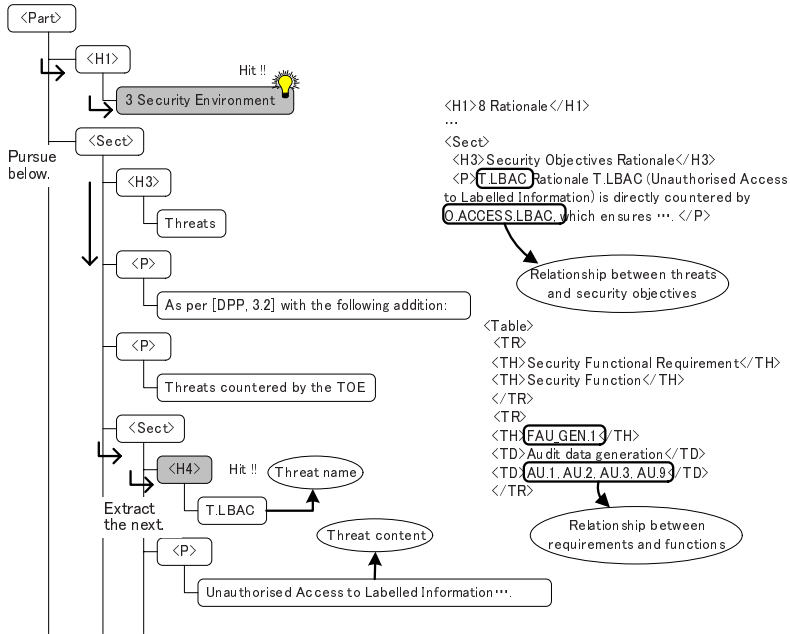 <Part>
<H1>
Hit !!
3 Security Environment
Pursue
below.
<Sect>
<H3>
Threats
<P>
As per [DPP, 3.2] with the following addition:
<P>
Threats countered by the TOE
<Sect>
<H4>
Hit !!
Threat name
T.LBAC
Extract
the next.
Threat content
<P>
Unauthorised Access to Labelled Information….
<H1>8 Rationale</H1>
…
<Sect>
<H3>Security Objectives Rationale</H3>
<P>T.LBAC Rationale T.LBAC (Unauthorised Access
to Labelled Information) is directly countered by
O.ACCESS.LBAC, which ensures …. </P>
Relationship between threats
and security objectives
<Table>
<TR>
<TH>Security Functional Requirement</TH>
<TH>Security Function</TH>
</TR>
<TR>
<TH>FAU_GEN.1</TH>
<TD>Audit data generation</TD>
<TD>AU.1, AU.2, AU.3, AU.9</TD>
</TR>
Relationship between
requirements and functions